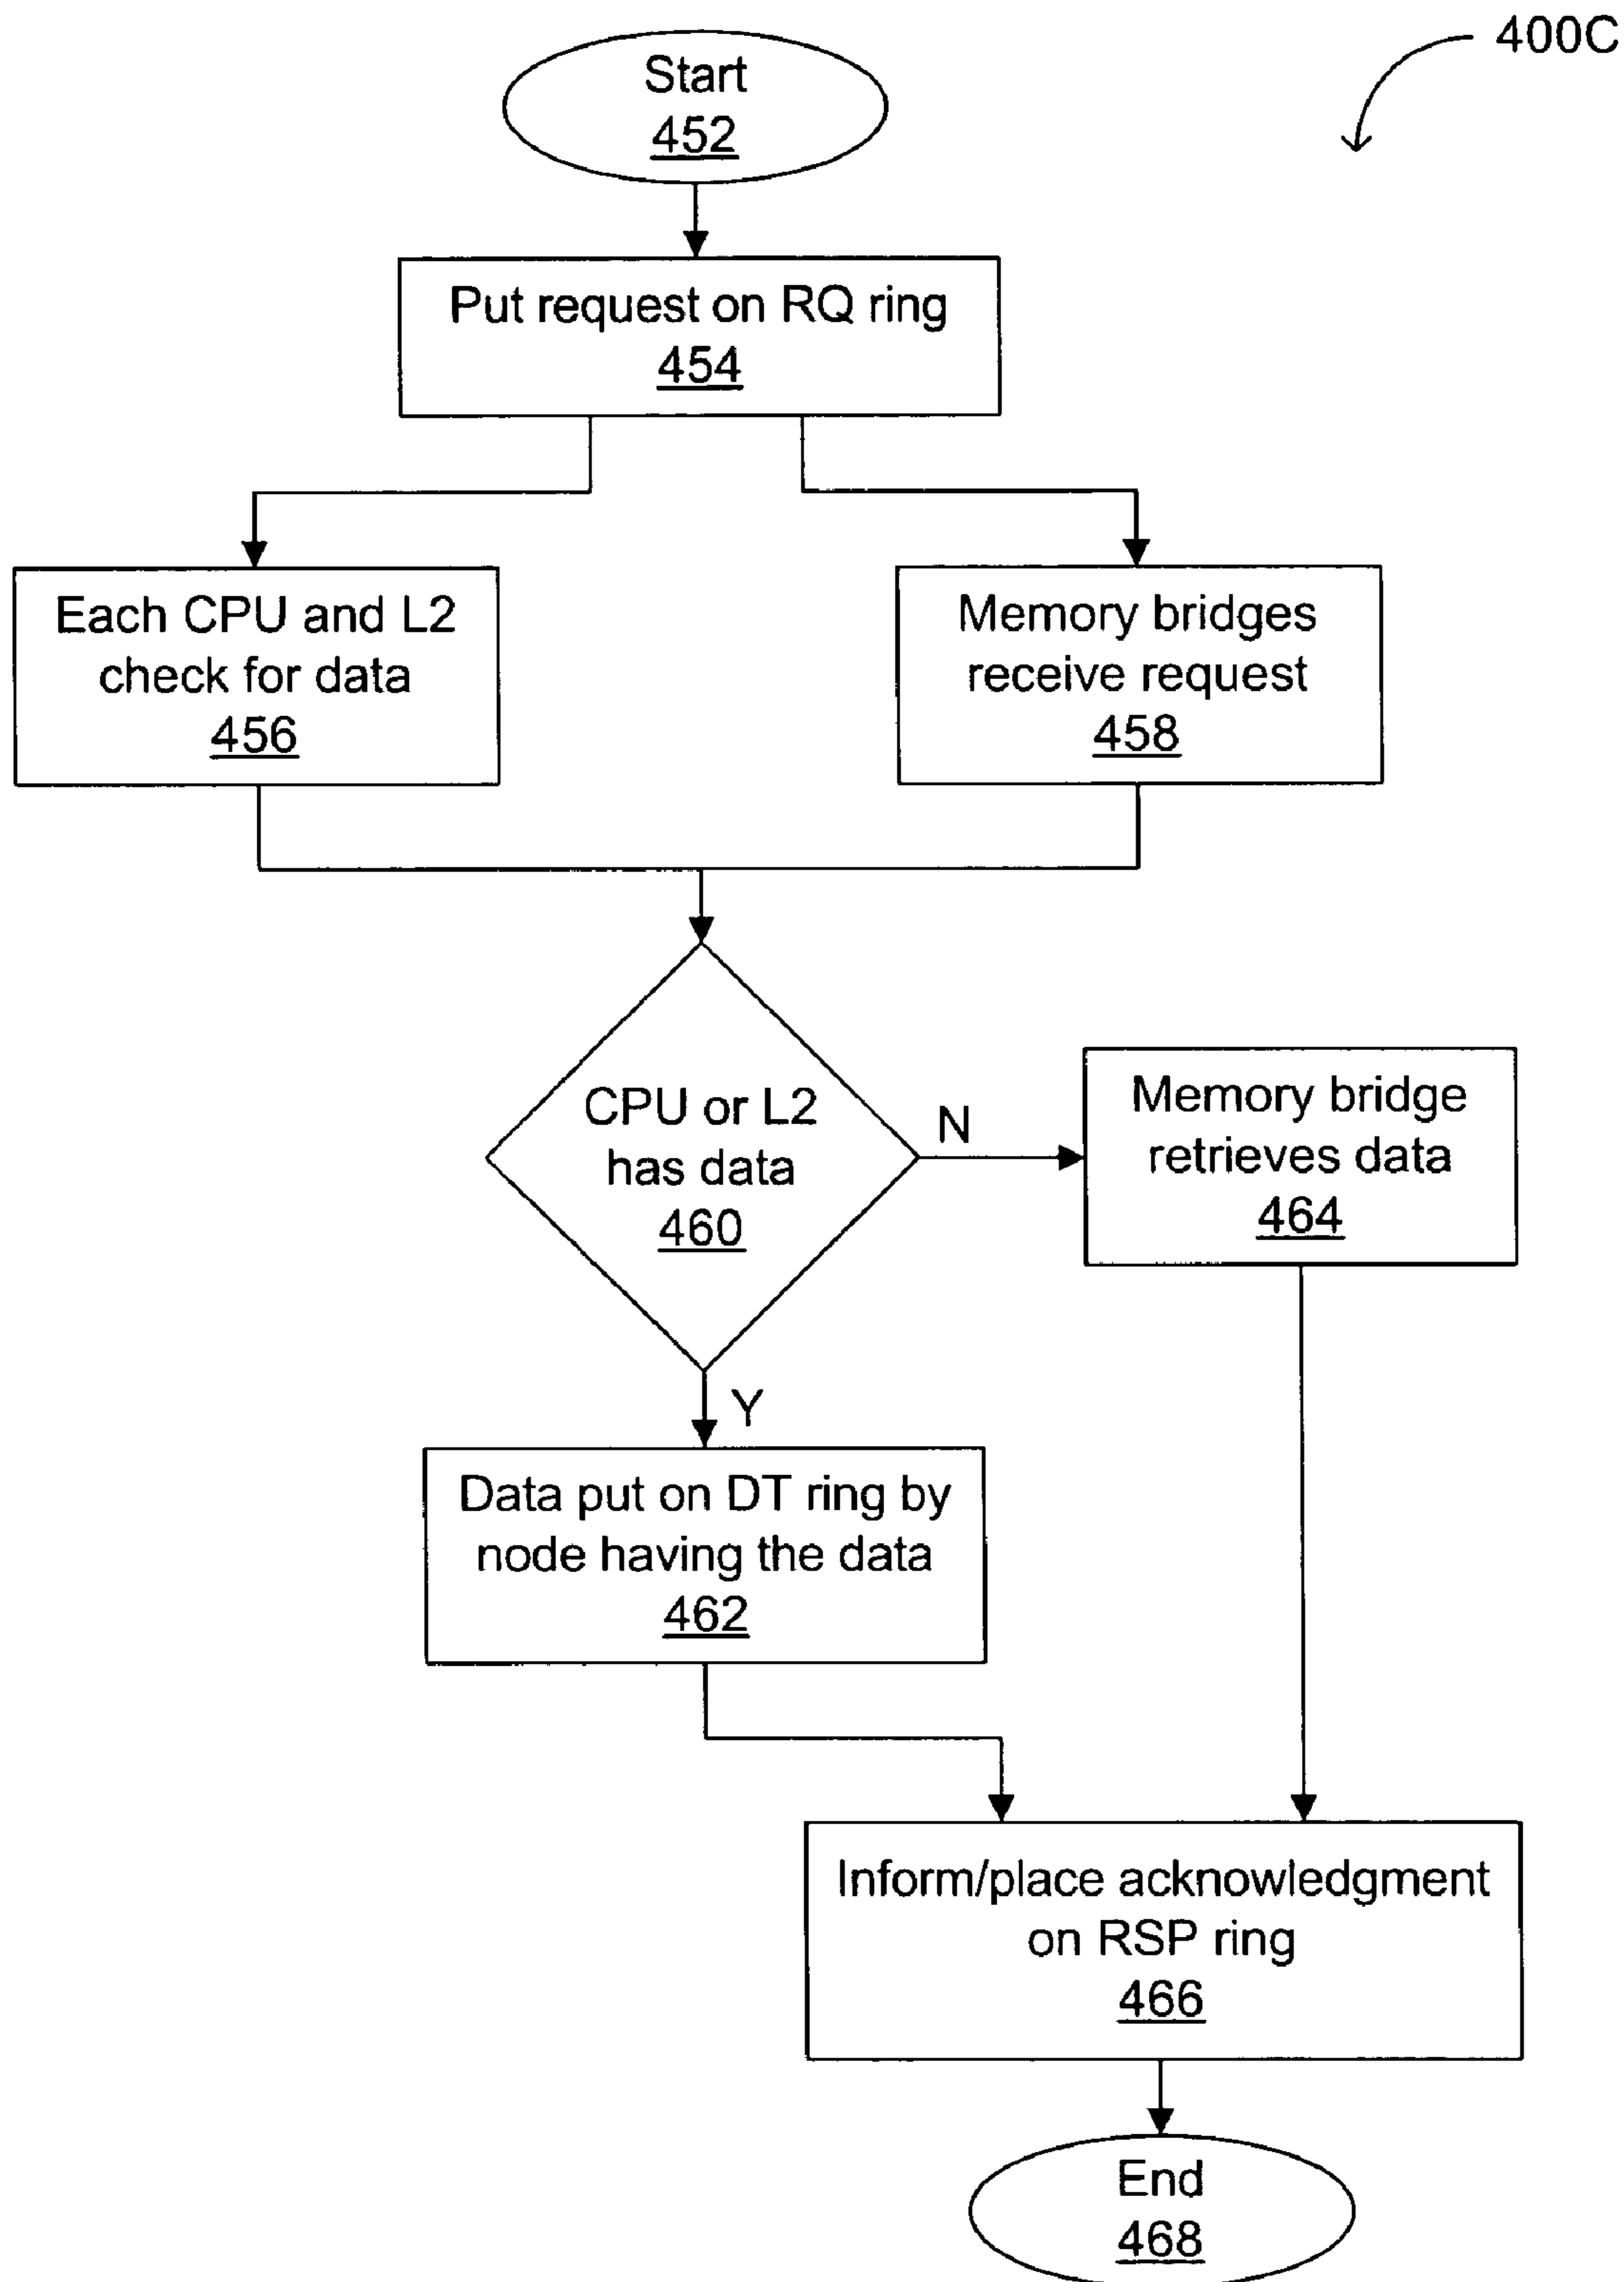 400C
Start
452
Put request on RQ ring
454
Each CPU and L2
check for data
456
Memory bridges
receive request
458
CPU or L2
has data
460
N
Memory bridge
retrieves data
464
Y
Data put on DT ring by
node having the data
462
Inform/place acknowledgment
on RSP ring
466
End
468